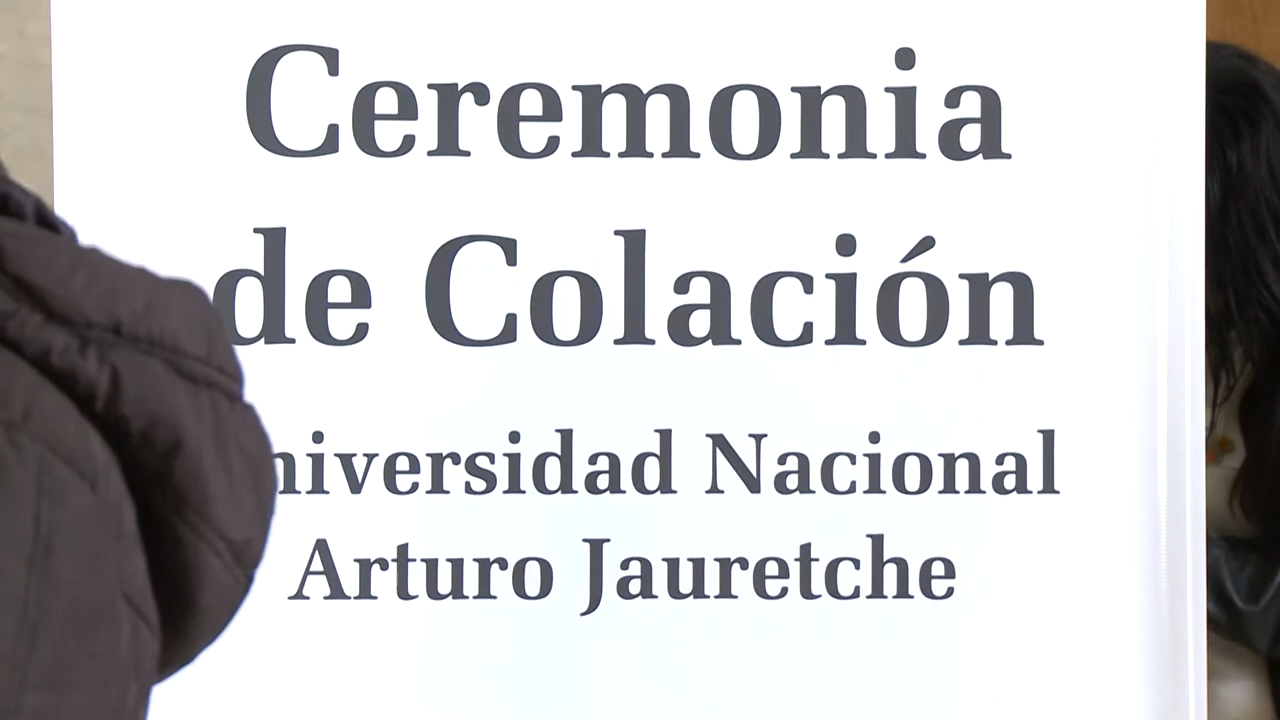 Ceremonia
de Colación
niversidad Nacional
Arturo Jauretche